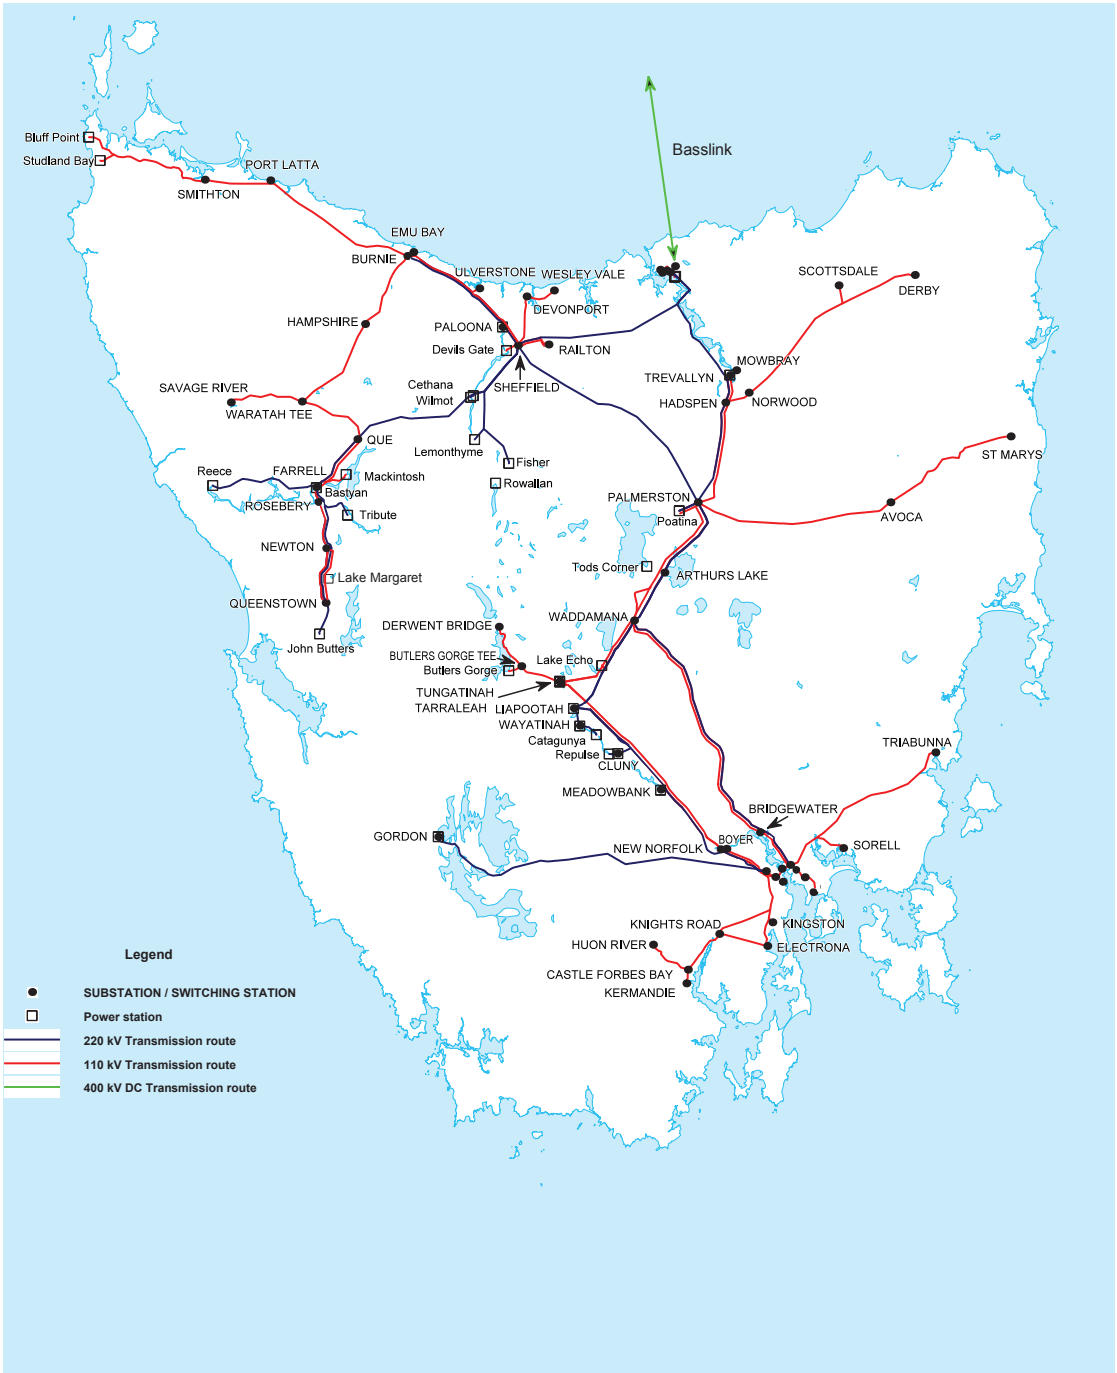 Basslink
Bluff Point
Studland Bay
PORT LATTA
SMITHTON
EMU BAY
BURNIE
ULVERSTONE
WESLEY VALE
SCOTTSDALE
DERBY
DEVONPORT
HAMPSHIRE
PALOONA
Devils Gate
RAILTON
MOWBRAY
TREVALLYN
SHEFFIELD
Cethana
Wilmot
SAVAGE RIVER
WARATAH TEE
HADSPEN
NORWOOD
QUE
Lemonthyme
ST MARYS
Fisher
Reece
FARRELL
Mackintosh
Bastyan
Rowallan
ROSEBERY
PALMERSTON
AVOCA
Tribute
Poatina
NEWTON
Tods Corner
ARTHURS LAKE
Lake Margaret
QUEENSTOWN
WADDAMANA
DERWENT BRIDGE
John Butters
BUTLERS GORGE TEE
Butlers Gorge
Lake Echo
TUNGATINAH
TARRALEAH
LIAPOOTAH
WAYATINAH
Catagunya
Repulse
CLUNY
TRIABUNNA
MEADOWBANK
BRIDGEWATER
GORDON
BOYER
NEW NORFOLK
SORELL
KNIGHTS ROAD
KINGSTON
HUON RIVER
ELECTRONA
CASTLE FORBES BAY
KERMANDIE
Legend
SUBSTATION / SWITCHING STATION
Power station
220 kV Transmission route
110 kV Transmission route
400 kV DC Transmission route